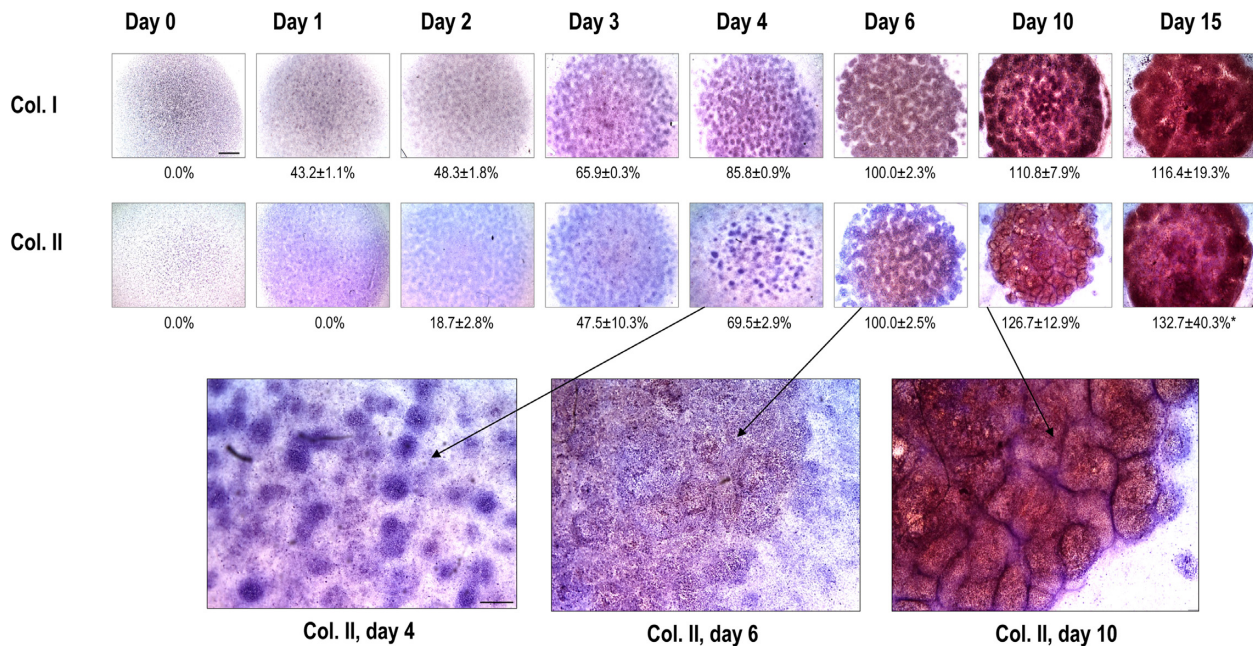 Day 0 Day 1 Day 2 Day 3 Day 4 Day 6 Day 10 Day 15
Col. I
0.0% 43.2±1.1% 48.3±1.8% 65.9±0.3% 85.8±0.9% 100.0±2.3% 110.8±7.9% 116.4±19.3%
Col. II
0.0% 0.0% 18.7±2.8% 47.5±10.3% 69.5±2.9% 100.0±2.5% 126.7±12.9% 132.7±40.3%*
Col. II, day 4 Col. II, day 6 Col. II, day 10